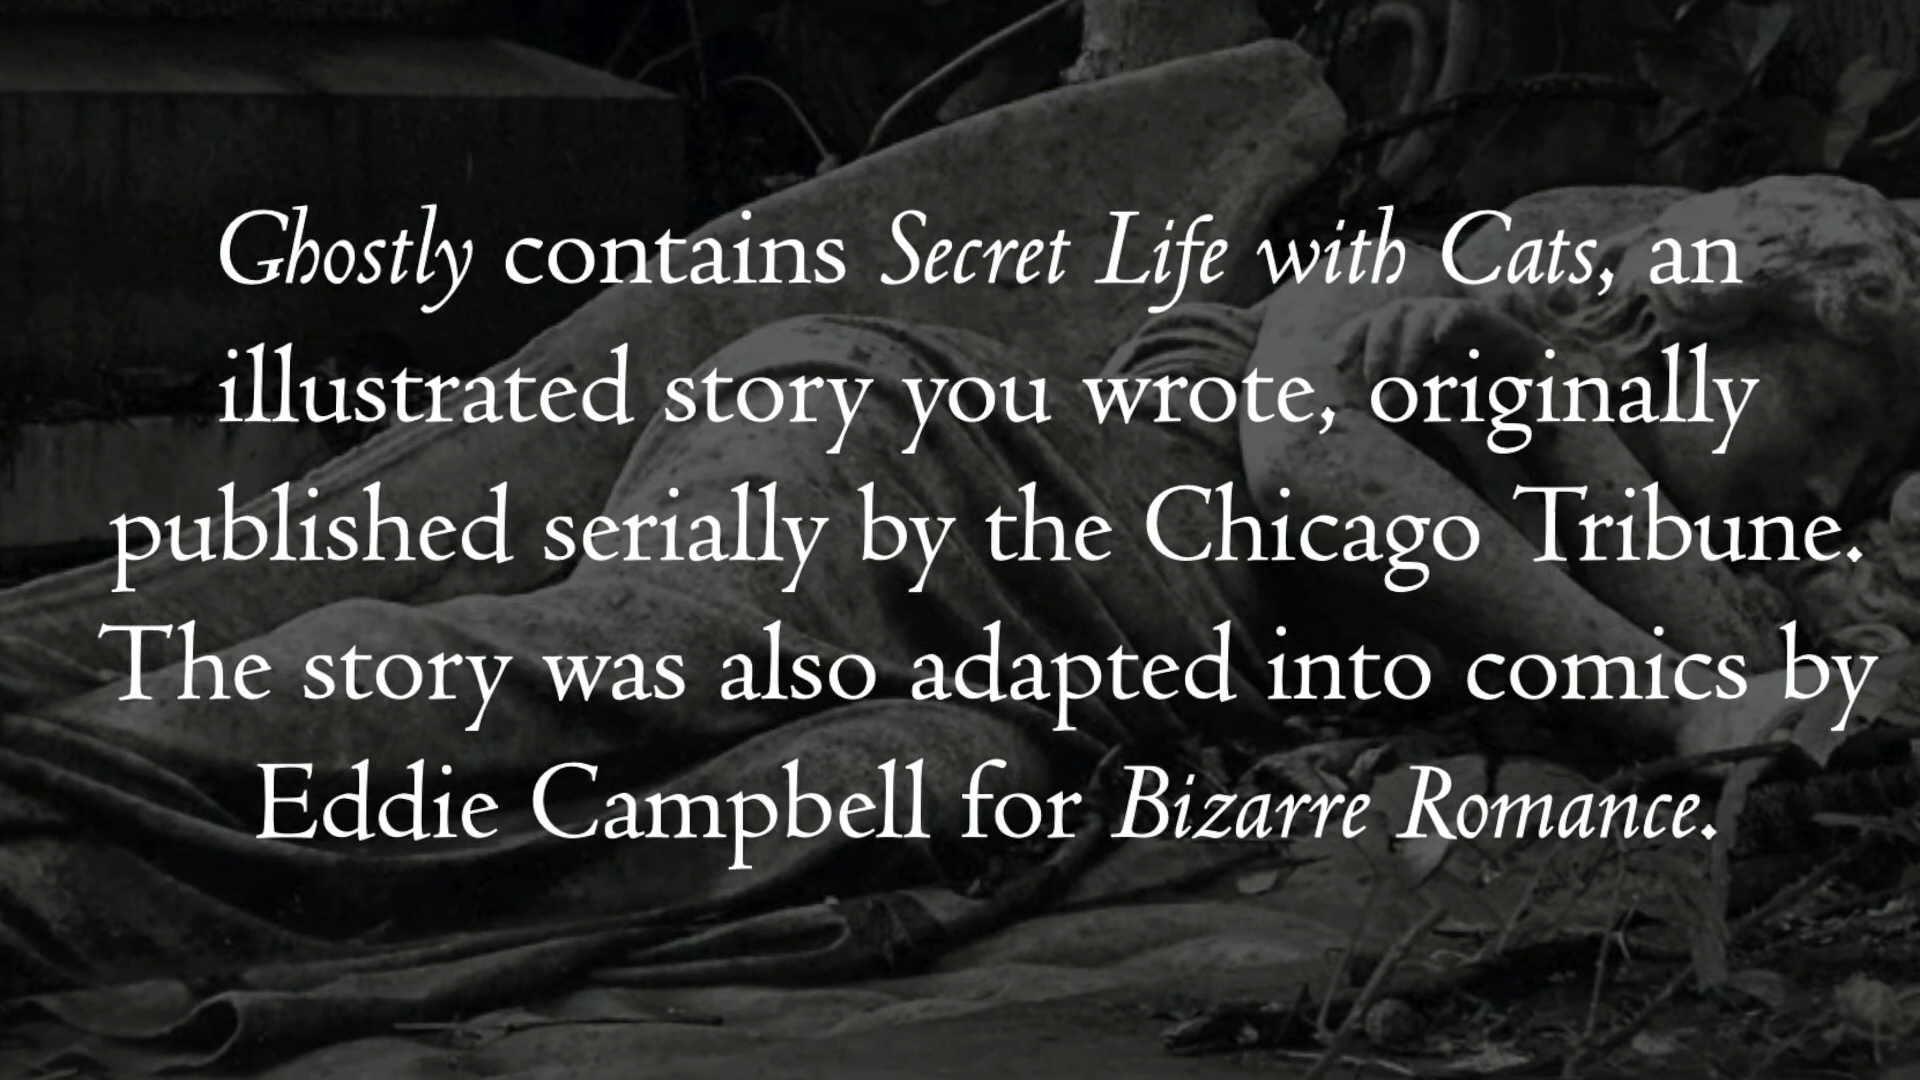 Ghostly contains Secret Life with Cats, an
illustrated story you wrote, originally
published serially by the Chicago Tribune.
The story was also adapted into comics by
Eddie Campbell for Bizarre Romance.